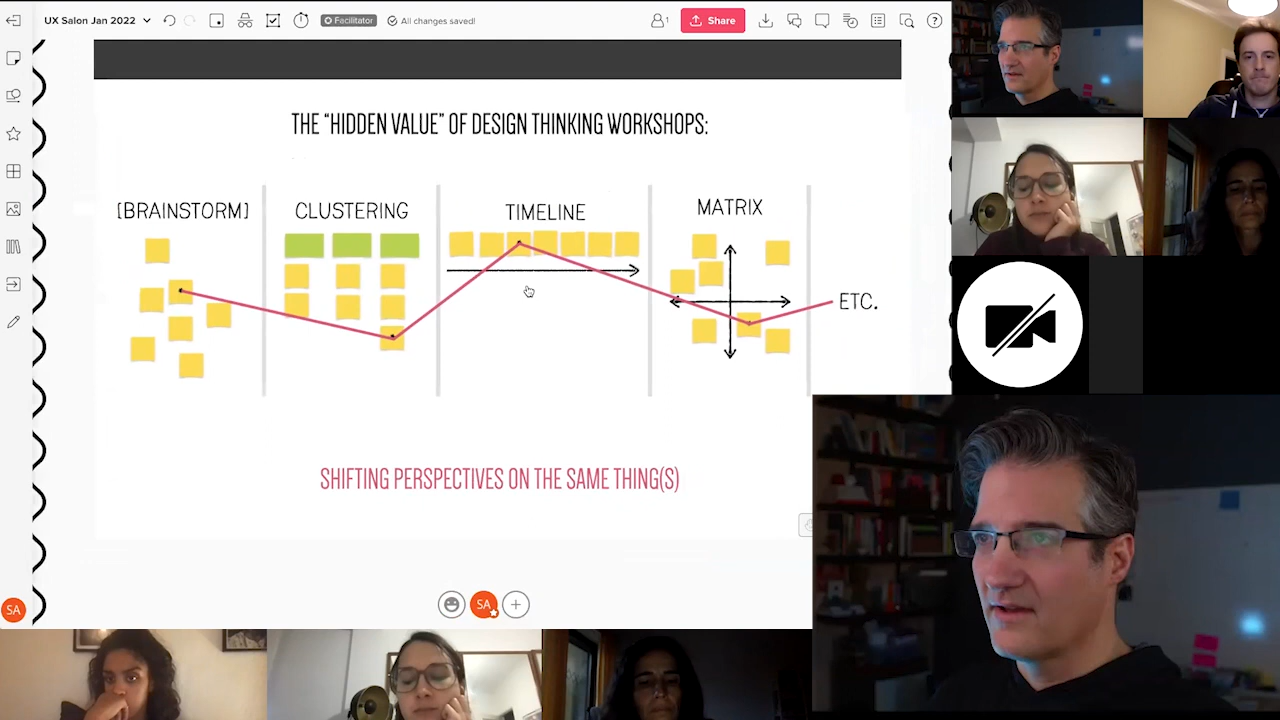 UX Salon Jan 2022
Facilitator
All changes saved!
1
Share
?
THE "HIDDEN VALUE" OF DESIGN THINKING WORKSHOPS:
[BRAINSTORM]
CLUSTERING
TIMELINE
MATRIX
ETC.
SHIFTING PERSPECTIVES ON THE SAME THING(S)
SA
SA